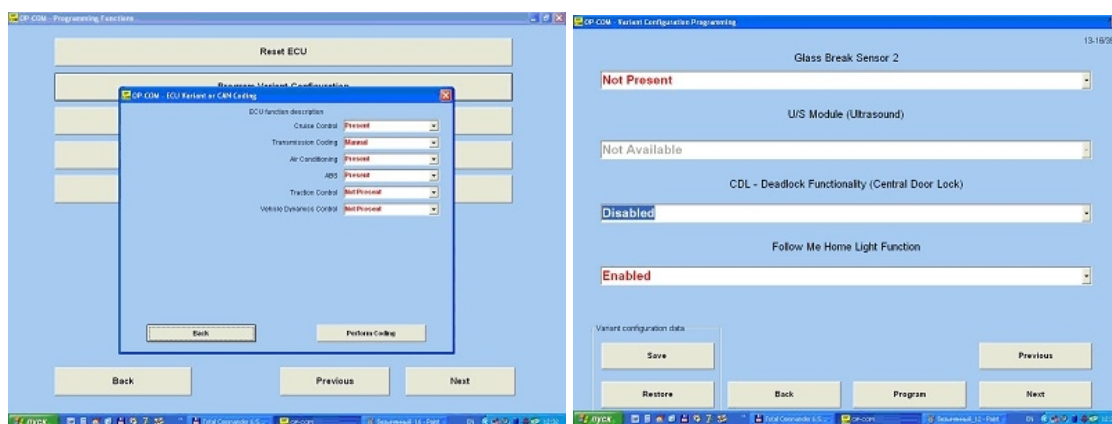 OP-COM - Programming Functions
Reset ECU
Program Variant Configuration
OP-COM - ECU Variant or CAN Coding
ECU function description
Cruise Control Present
Transmission Coding Manual
Air Conditioning Present
ABS Present
Traction Control Not Present
Vehicle Dynamics Control Not Present
Back Perform Coding
Back Previous Next
пуск Total Commander 6.5 OP-COM
OP-COM - Variant Configuration Programming
Glass Break Sensor 2
Not Present
U/S Module (Ultrasound)
Not Available
CDL - Deadlock Functionality (Central Door Lock)
Disabled
Follow Me Home Light Function
Enabled
Variant configuration data
Save Previous
Restore Back Program Next
пуск Total Commander 6.5 OP-COM